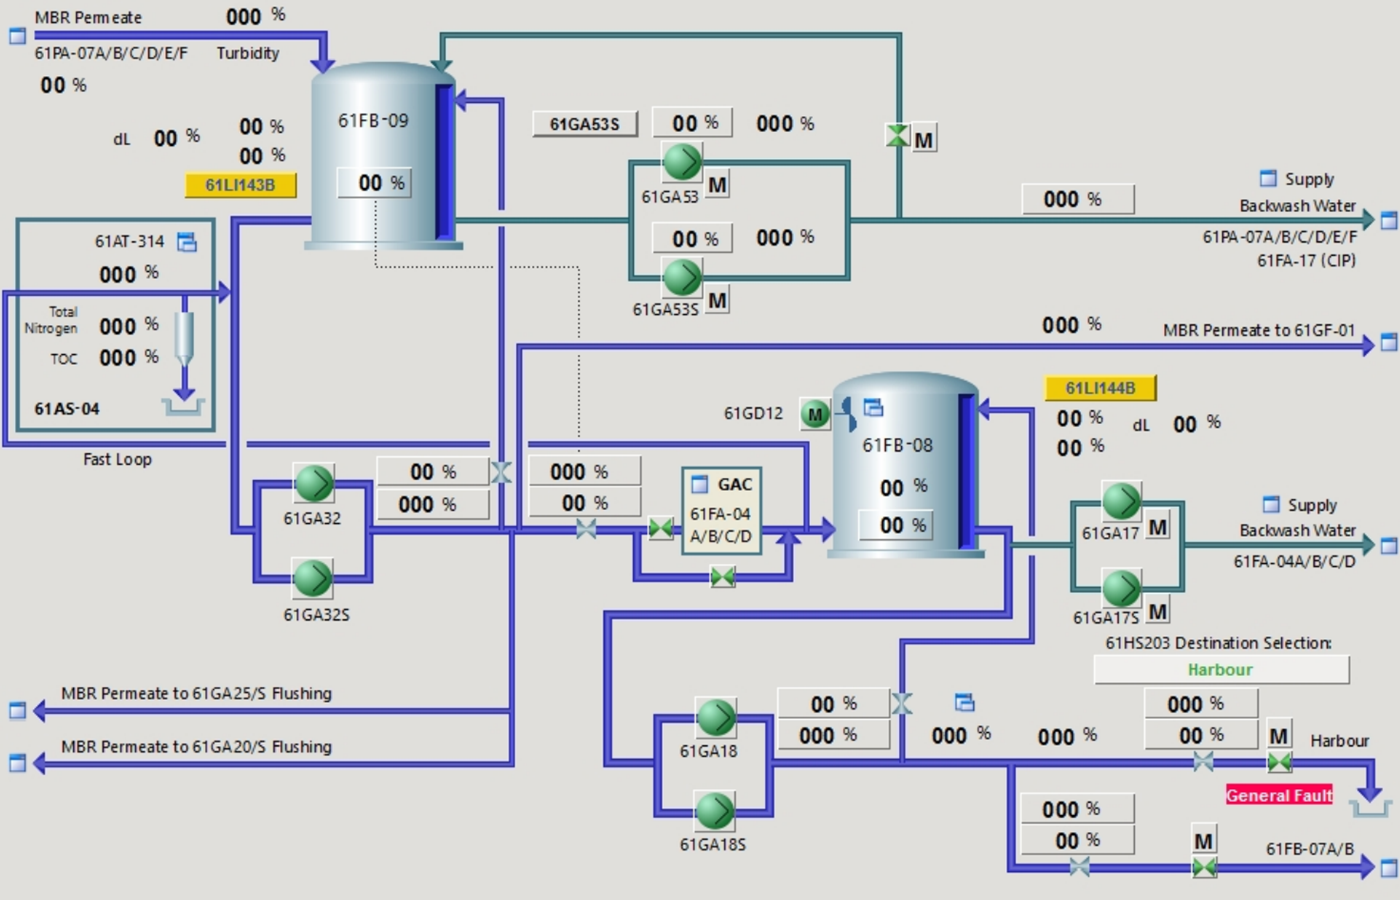 MBR Permeate
000 %
61PA-07A/B/C/D/E/F
Turbidity
00 %
dL 00 %
00 %
00 %
61LI143B
61FB-09
00 %
61GA53S
00 %
000 %
M
61GA53
M
00 %
000 %
61GA53S
M
000 %
Supply
Backwash Water
61PA-07A/B/C/D/E/F
61FA-17 (CIP)
61AT-314
000 %
Total
Nitrogen
000 %
TOC
000 %
61AS-04
Fast Loop
000 %
MBR Permeate to 61GF-01
61GD12
M
61FB-08
00 %
00 %
61LI144B
00 %
dL 00 %
00 %
61GA32
61GA32S
00 %
000 %
000 %
00 %
GAC
61FA-04
A/B/C/D
61GA17
M
61GA17S
M
Supply
Backwash Water
61FA-04A/B/C/D
61HS203 Destination Selection:
Harbour
MBR Permeate to 61GA25/S Flushing
MBR Permeate to 61GA20/S Flushing
61GA18
61GA18S
00 %
000 %
000 %
000 %
000 %
00 %
M
Harbour
General Fault
000 %
00 %
M
61FB-07A/B